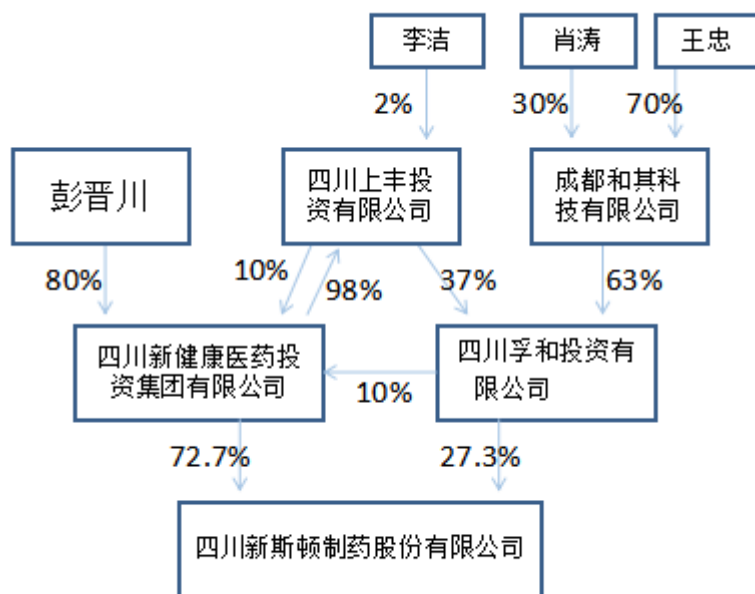 李洁
肖涛
王忠
2%
30%
70%
彭晋川
四川上丰投
资有限公司
成都和其科
技有限公司
80%
10%
98%
37%
63%
四川新健康医药投
资集团有限公司
四川孚和投资有
限公司
10%
72.7%
27.3%
四川新斯顿制药股份有限公司